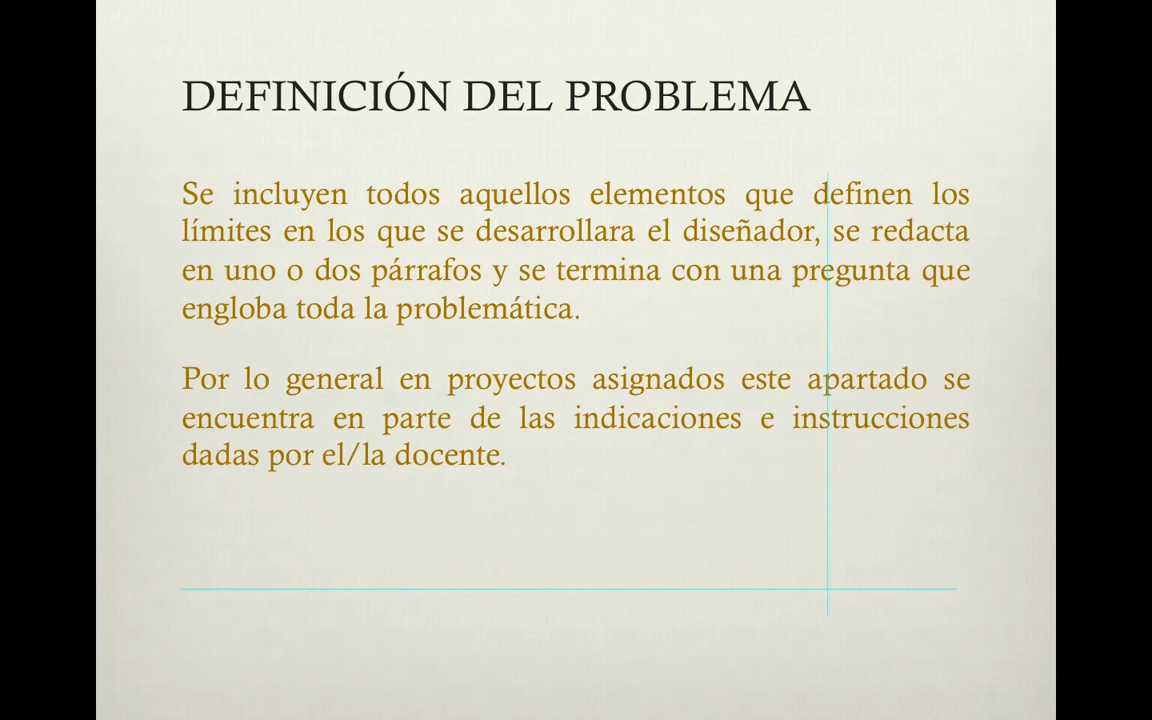 DEFINICIÓN DEL PROBLEMA
Se incluyen todos aquellos elementos que definen los
límites en los que se desarrollara el diseñador, se redacta
en uno o dos párrafos y se termina con una pregunta que
engloba toda la problemática.
Por lo general en proyectos asignados este apartado se
encuentra en parte de las indicaciones e instrucciones
dadas por el/la docente.